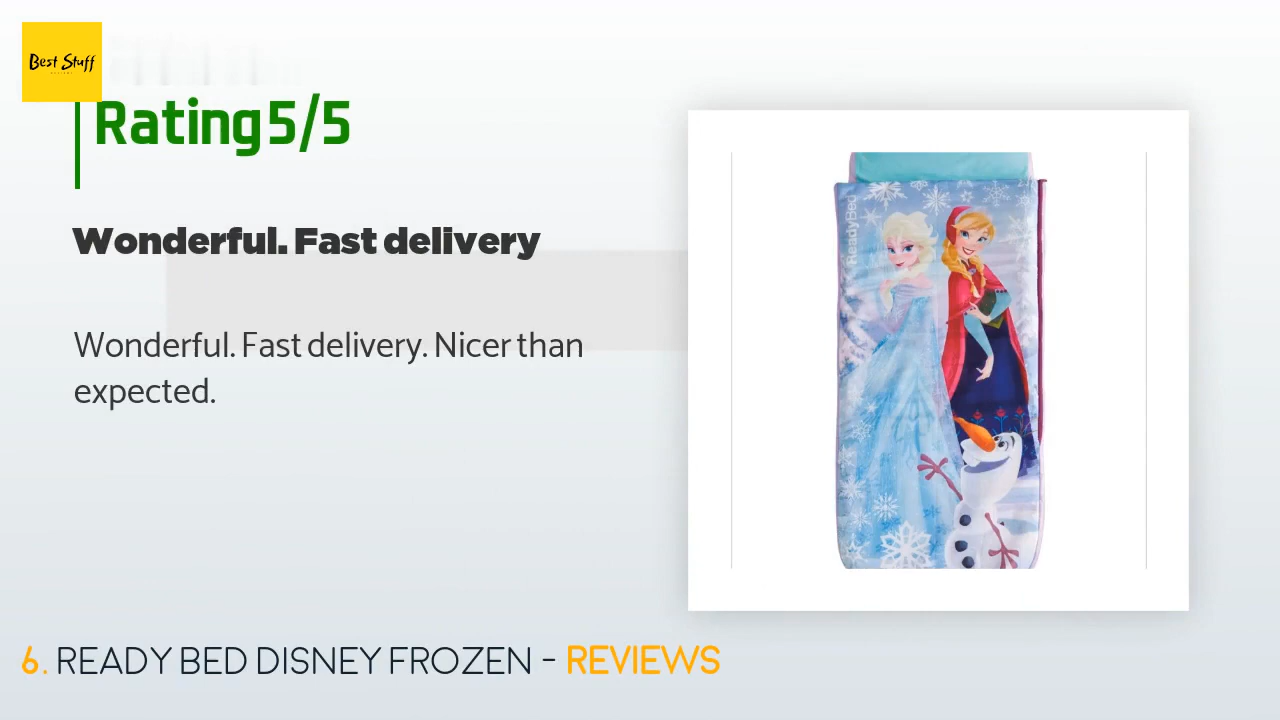 Best Stuff
Rating 5/5
Wonderful. Fast delivery
Wonderful. Fast delivery. Nicer than
expected.
ReadyBed
6. READY BED DISNEY FROZEN - REVIEWS